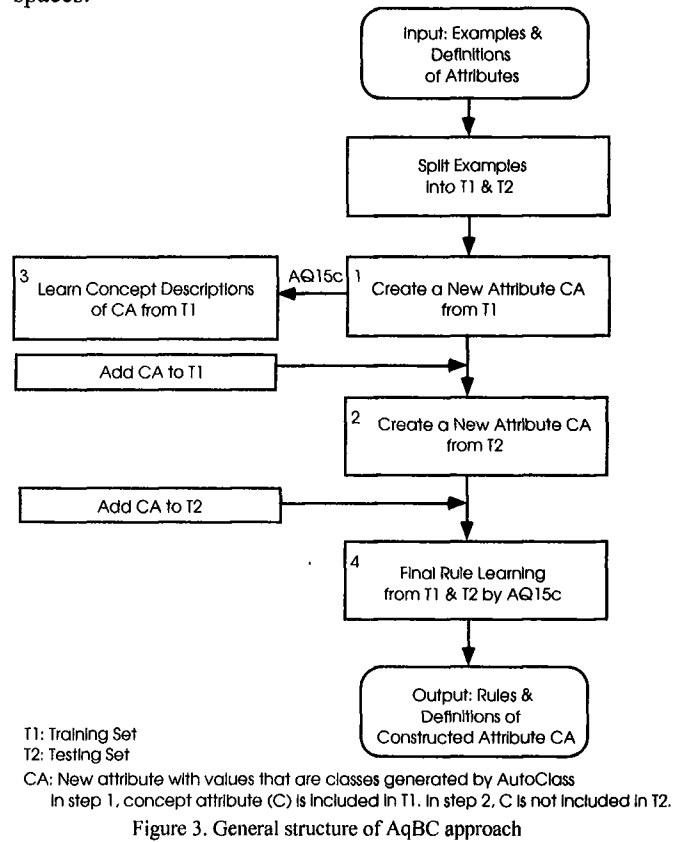 spaces.
Input: Examples &
Definitions
of Attributes
Split Examples
Into T1 & T2
3
Learn Concept Descriptions
of CA from T1
AQ15c
1
Create a New Attribute CA
from T1
Add CA to T1
2
Create a New Attribute CA
from T2
Add CA to T2
4
Final Rule Learning
from T1 & T2 by AQ15c
Output: Rules &
Definitions of
Constructed Attribute CA
T1: Training Set
T2: Testing Set
CA: New attribute with values that are classes generated by AutoClass
In step 1, concept attribute (C) is included in T1. In step 2, C is not included in T2.
Figure 3. General structure of AqBC approach